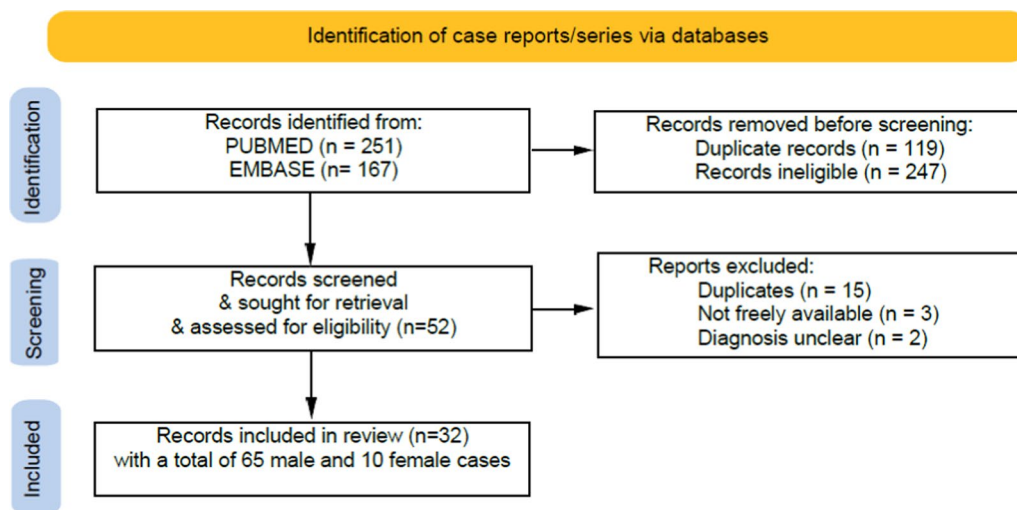 Identification of case reports/series via databases
Identification
Records identified from:
PUBMED (n = 251)
EMBASE (n= 167)
Records removed before screening:
Duplicate records (n = 119)
Records ineligible (n = 247)
Screening
Records screened
& sought for retrieval
& assessed for eligibility (n=52)
Reports excluded:
Duplicates (n = 15)
Not freely available (n = 3)
Diagnosis unclear (n = 2)
Included
Records included in review (n=32)
with a total of 65 male and 10 female cases